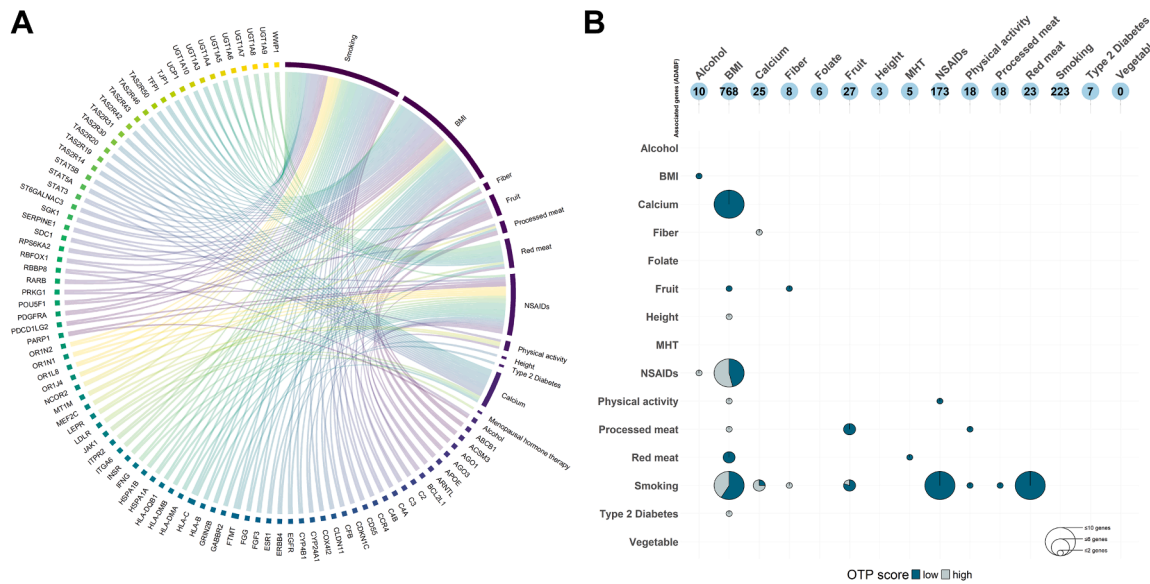 A
WWP1
UGT1A9
UGT1A8
UGT1A7
UGT1A6
UGT1A5
UGT1A4
UGT1A3
UGT1A10
UCP1
TJP1
TFPI
TAS2R50
TAS2R46
TAS2R43
TAS2R42
TAS2R31
TAS2R30
TAS2R20
TAS2R19
TAS2R14
STAT5B
STAT5A
STAT3
ST6GALNAC3
SGK1
SERPINE1
SDC1
RPS6KA2
RBFOX1
RBBP8
RARB
PRKG1
POU5F1
PDGFRA
PDCD1LG2
PARP1
OR1N2
OR1N1
OR1L8
OR1J4
NCOR2
MT1M
MEF2C
LEPR
LDLR
JAK1
ITPR2
ITGA6
INSR
IFNG
HSPA1B
HSPA1A
HLA-DQB1
HLA-DMB
HLA-DMA
HLA-C
HLA-B
GRIN2B
GABBR2
FTMT
FGG
FGF3
ESR1
ERBB4
EGFR
CYP4B1
CYP24A1
COX4I2
CLDN11
CFB
CDKN1C
CD55
CCR4
C4B
C4A
C3
C2
BCL2L1
ARNTL
APOE
AGO3
AGO1
ACSM3
ABCB1
Alcohol
Menopausal hormone therapy
Calcium
Type 2 Diabetes
Height
Physical activity
NSAIDs
Red meat
Processed meat
Fruit
Fiber
BMI
Smoking
B
Alcohol
BMI
Calcium
Fiber
Folate
Fruit
Height
MHT
NSAIDs
Physical activity
Processed meat
Red meat
Smoking
Type 2 Diabetes
Vegetable
Associated genes (ADABF)
10 768 25 8 6 27 3 5 173 18 18 23 223 7 0
Alcohol
BMI
Calcium
Fiber
Folate
Fruit
Height
MHT
NSAIDs
Physical activity
Processed meat
Red meat
Smoking
Type 2 Diabetes
Vegetable
≤10 genes
≤6 genes
≤2 genes
OTP score low high